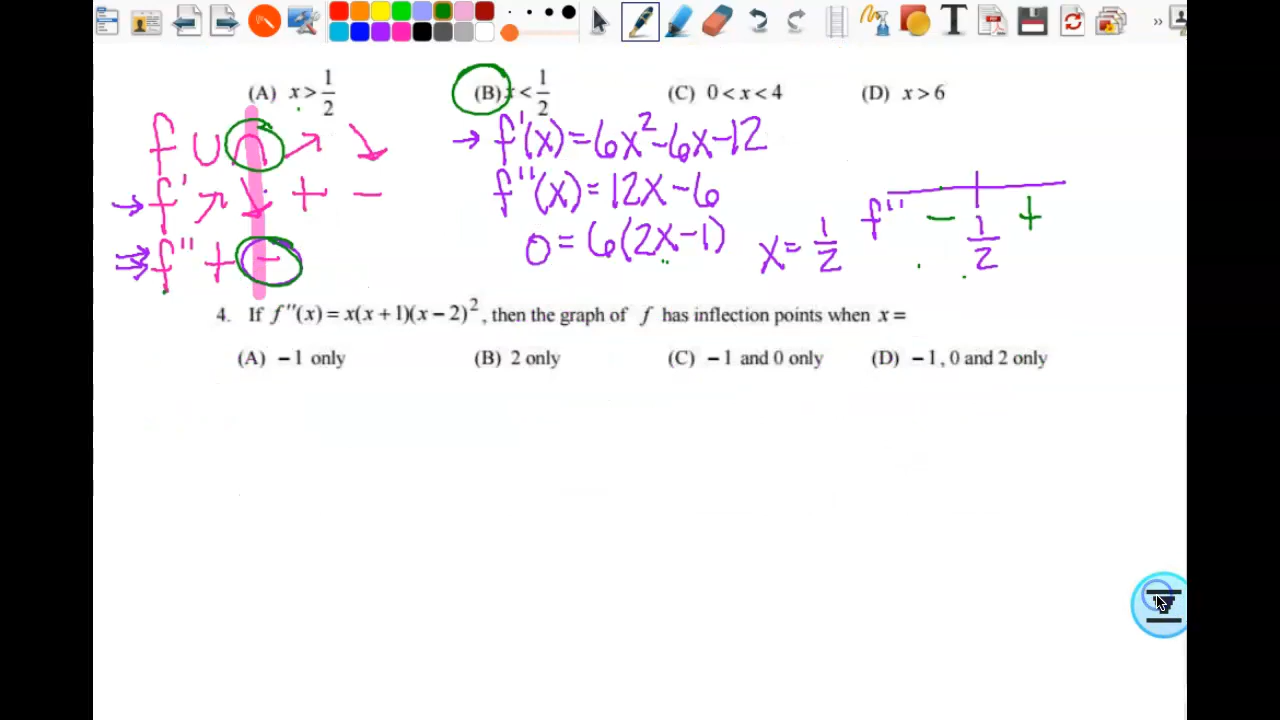 (A) x > 1/2 (B) x < 1/2 (C) 0 < x < 4 (D) x > 6
f ∪ ∩ ↗ ↘
f' ↗ ↘ + −
f'' + −
→ f'(x) = 6x² − 6x − 12
f''(x) = 12x − 6
0 = 6(2x − 1) x = 1/2
f'' − 1/2 +
4. If f''(x) = x(x + 1)(x − 2)², then the graph of f has inflection points when x =
(A) −1 only (B) 2 only (C) −1 and 0 only (D) −1, 0 and 2 only